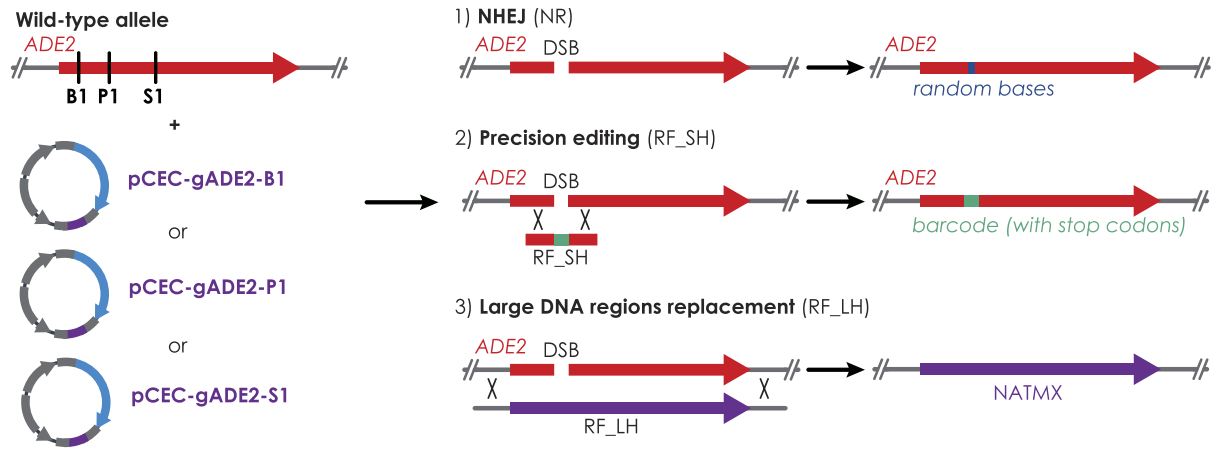 Wild-type allele
ADE2
B1 P1 S1
+
pCEC-gADE2-B1
or
pCEC-gADE2-P1
or
pCEC-gADE2-S1
1) NHEJ (NR)
ADE2 DSB
ADE2
random bases
2) Precision editing (RF_SH)
ADE2 DSB
X X
RF_SH
ADE2
barcode (with stop codons)
3) Large DNA regions replacement (RF_LH)
ADE2 DSB
X X
RF_LH
NATMX